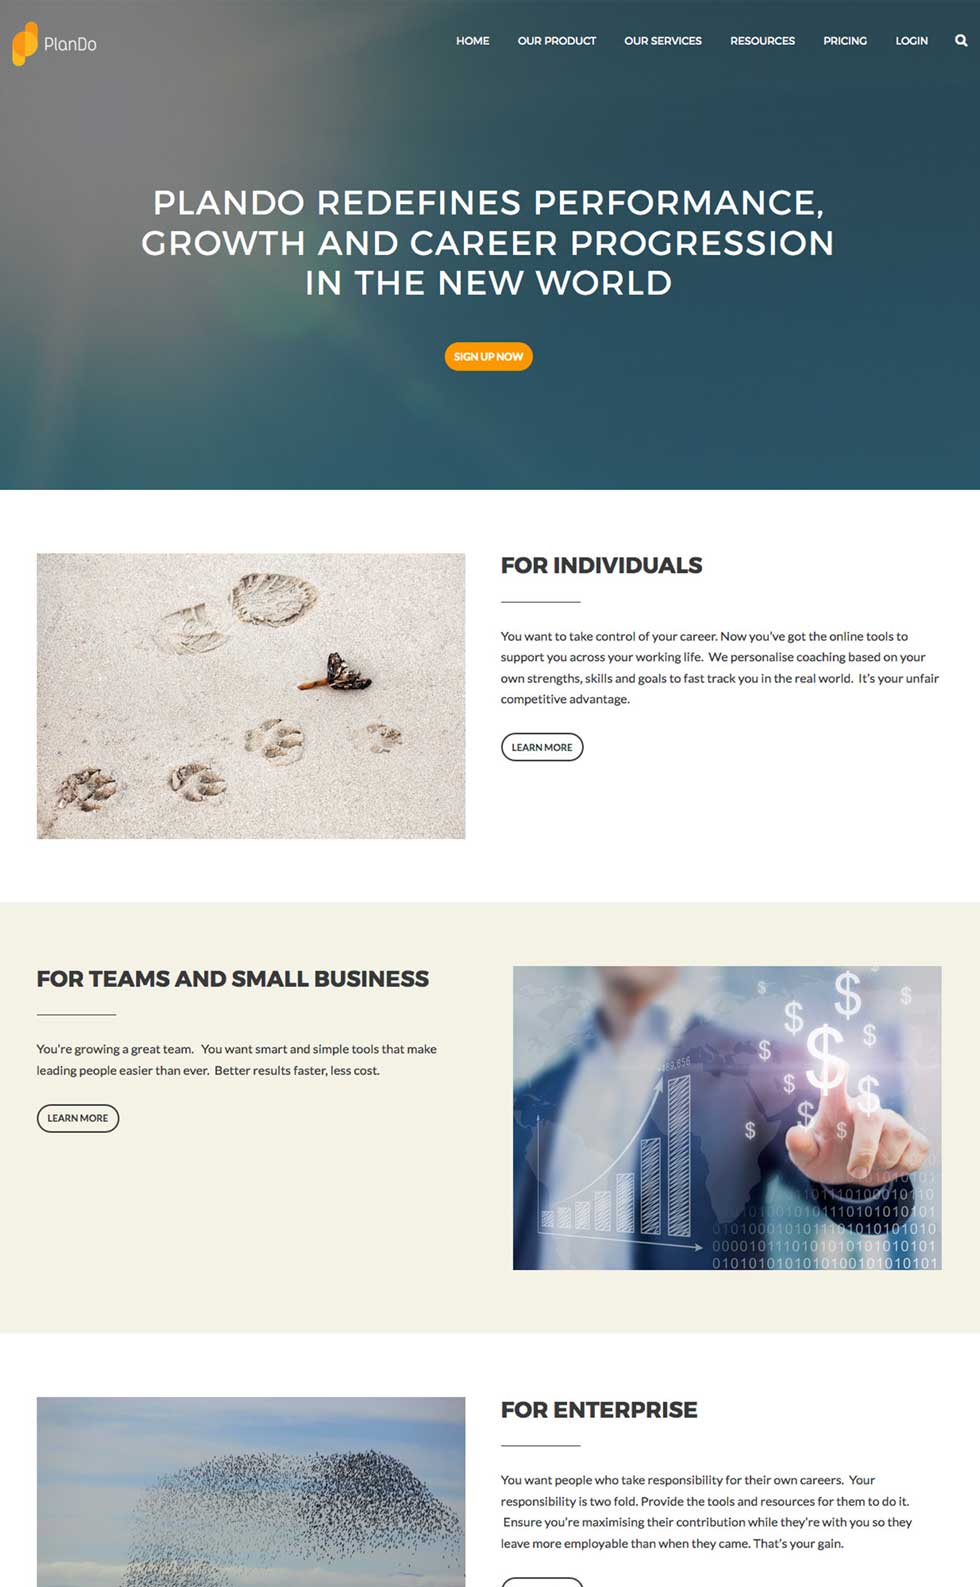 PlanDo
HOME OUR PRODUCT OUR SERVICES RESOURCES PRICING LOGIN
PLANDO REDEFINES PERFORMANCE,
GROWTH AND CAREER PROGRESSION
IN THE NEW WORLD
SIGN UP NOW
FOR INDIVIDUALS
You want to take control of your career. Now you've got the online tools to
support you across your working life. We personalise coaching based on your
own strengths, skills and goals to fast track you in the real world. It's your unfair
competitive advantage.
LEARN MORE
FOR TEAMS AND SMALL BUSINESS
You're growing a great team. You want smart and simple tools that make
leading people easier than ever. Better results faster, less cost.
LEARN MORE
FOR ENTERPRISE
You want people who take responsibility for their own careers. Your
responsibility is two fold. Provide the tools and resources for them to do it.
Ensure you're maximising their contribution while they're with you so they
leave more employable than when they came. That's your gain.